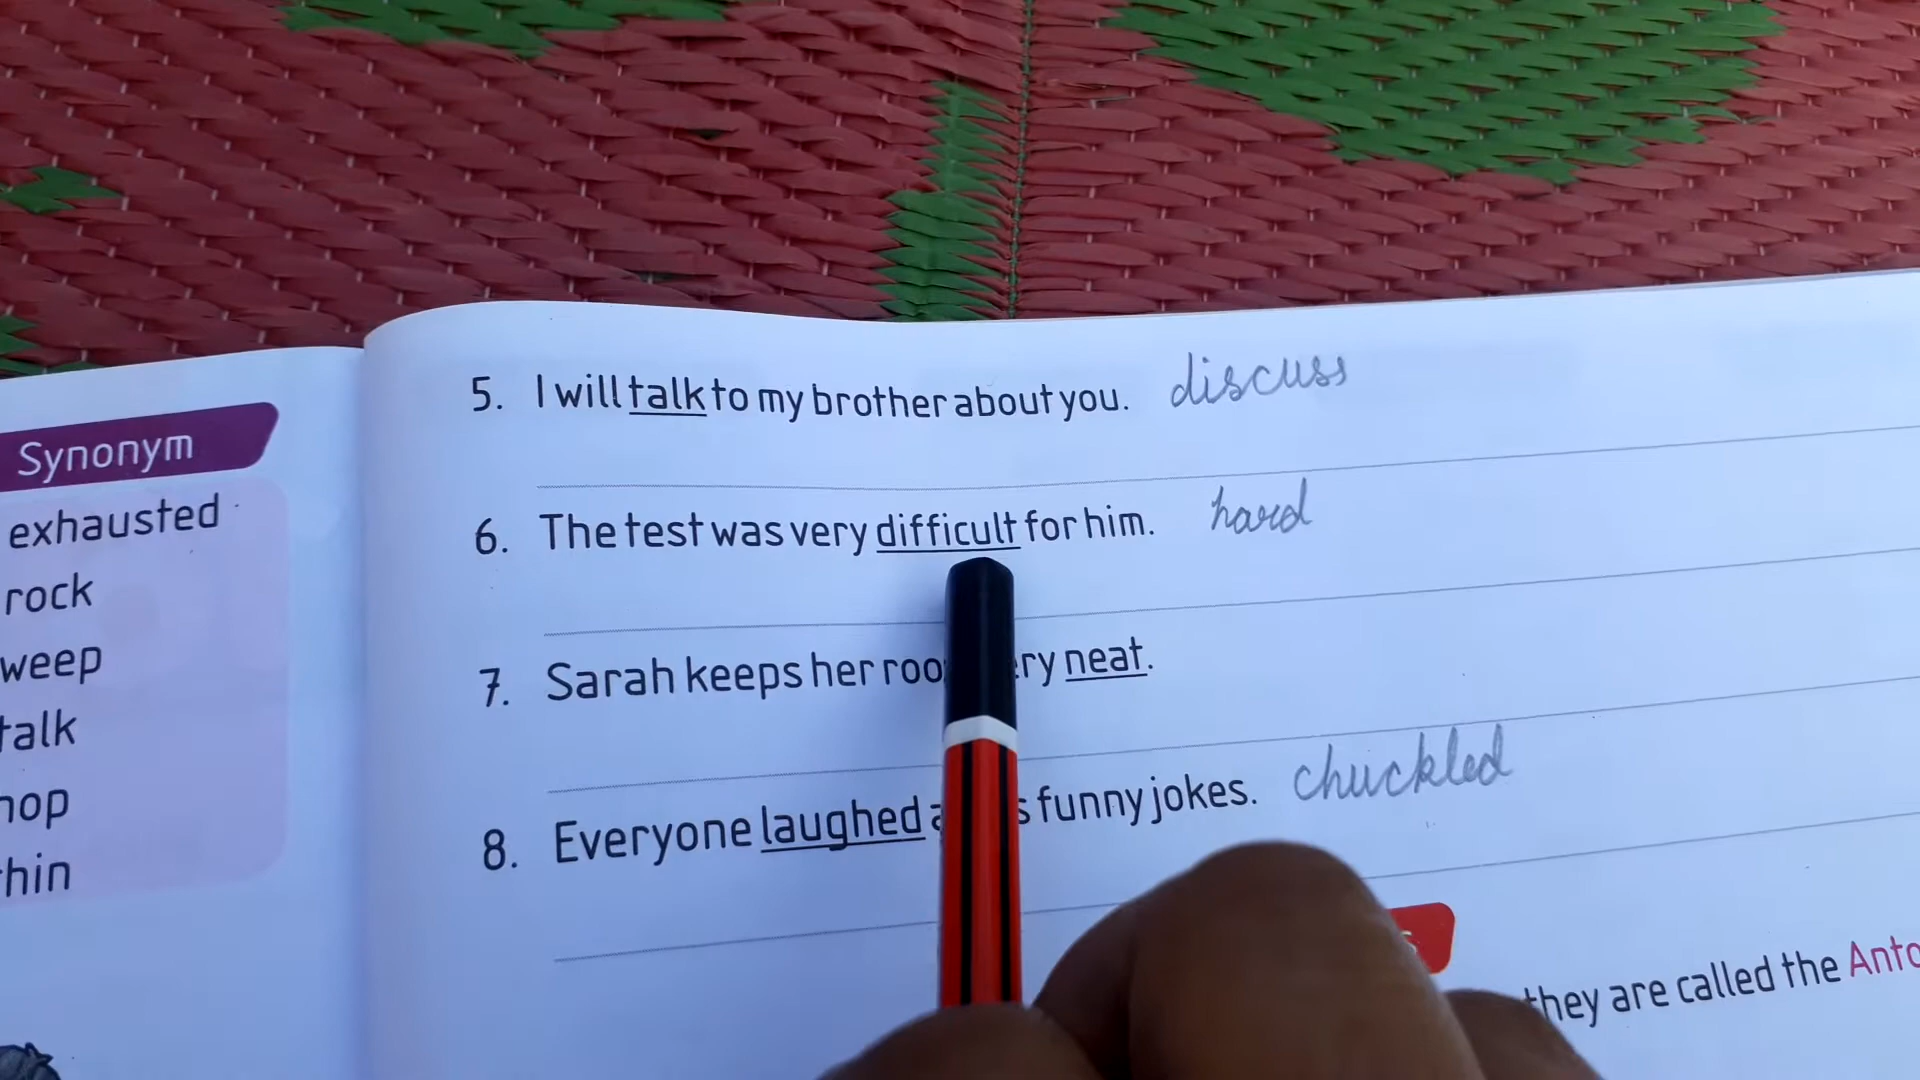 Synonym
exhausted
rock
weep
talk
hop
hin
5. I will talk to my brother about you. discuss
6. The test was very difficult for him. hard
7. Sarah keeps her roo ry neat.
8. Everyone laughed a s funny jokes. chuckled
s
they are called the Anto